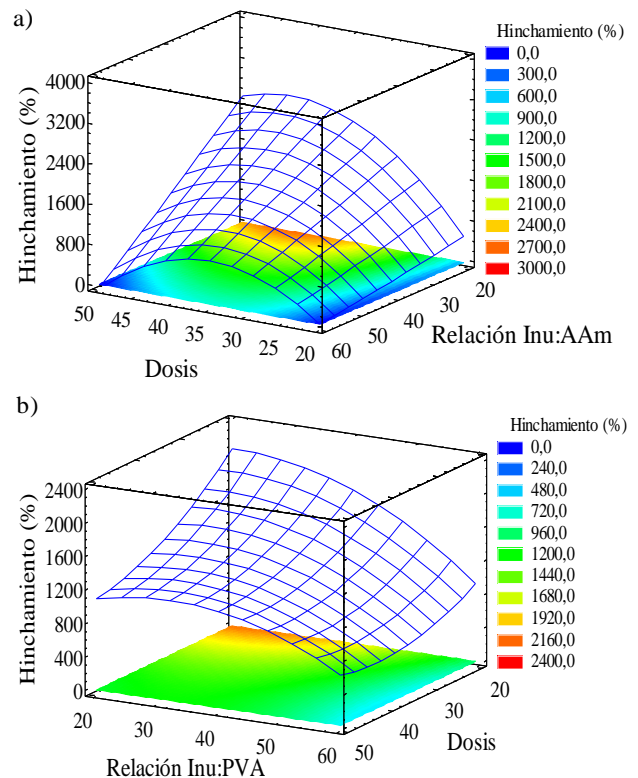 a)
Hinchamiento (%)
0,0
300,0
600,0
900,0
1200,0
1500,0
1800,0
2100,0
2400,0
2700,0
3000,0
Hinchamiento (%)
4000
3200
2400
1600
800
0
50 45 40 35 30 25 20
Dosis
60 50 40 30 20
Relación Inu:AAm
b)
Hinchamiento (%)
0,0
240,0
480,0
720,0
960,0
1200,0
1440,0
1680,0
1920,0
2160,0
2400,0
Hinchamiento (%)
2400
2000
1600
1200
800
400
0
20 30 40 50 60
Relación Inu:PVA
50 40 30 20
Dosis